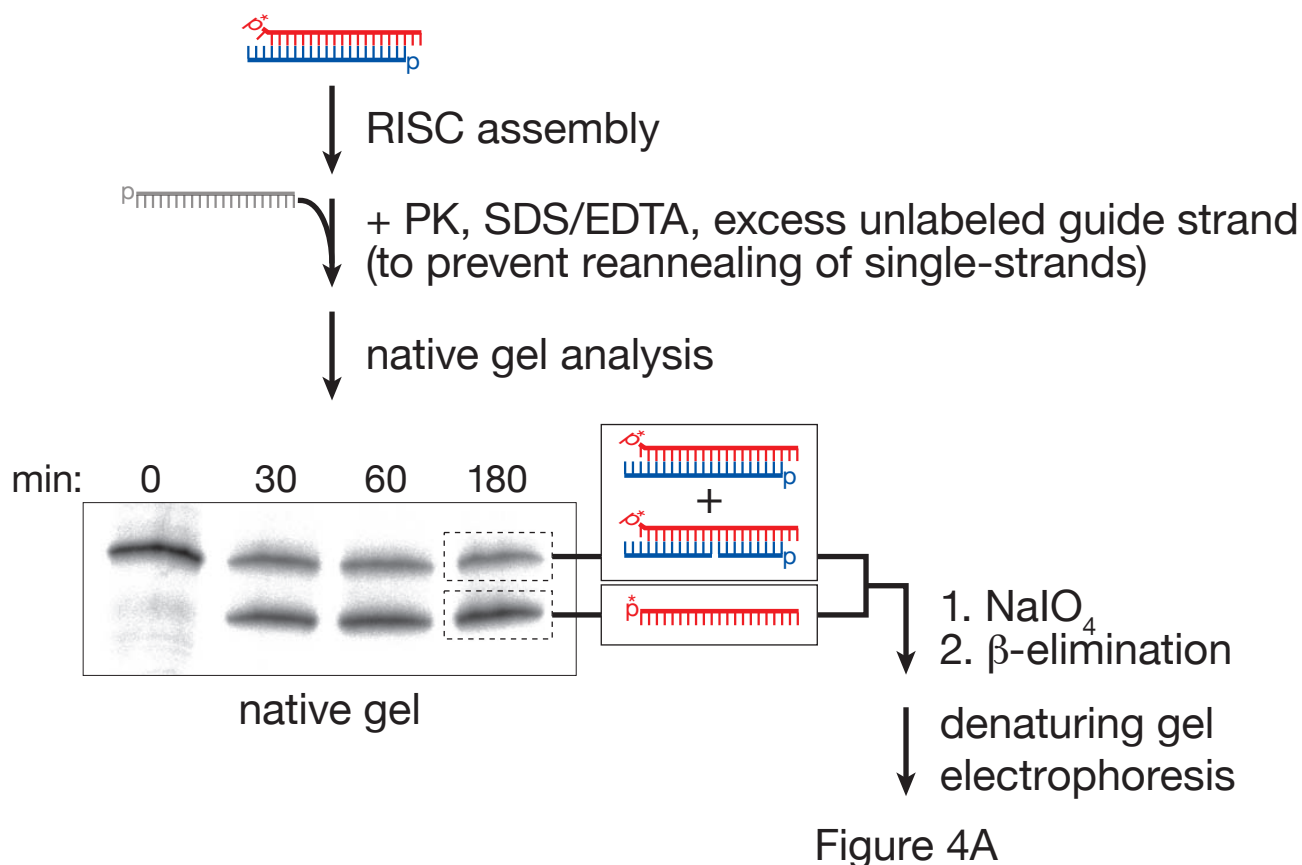 p*
p
RISC assembly
p
+ PK, SDS/EDTA, excess unlabeled guide strand
(to prevent reannealing of single-strands)
native gel analysis
min: 0 30 60 180
p*
p
+
p*
p
p*
native gel
1. NaIO₄
2. β-elimination
denaturing gel
electrophoresis
Figure 4A